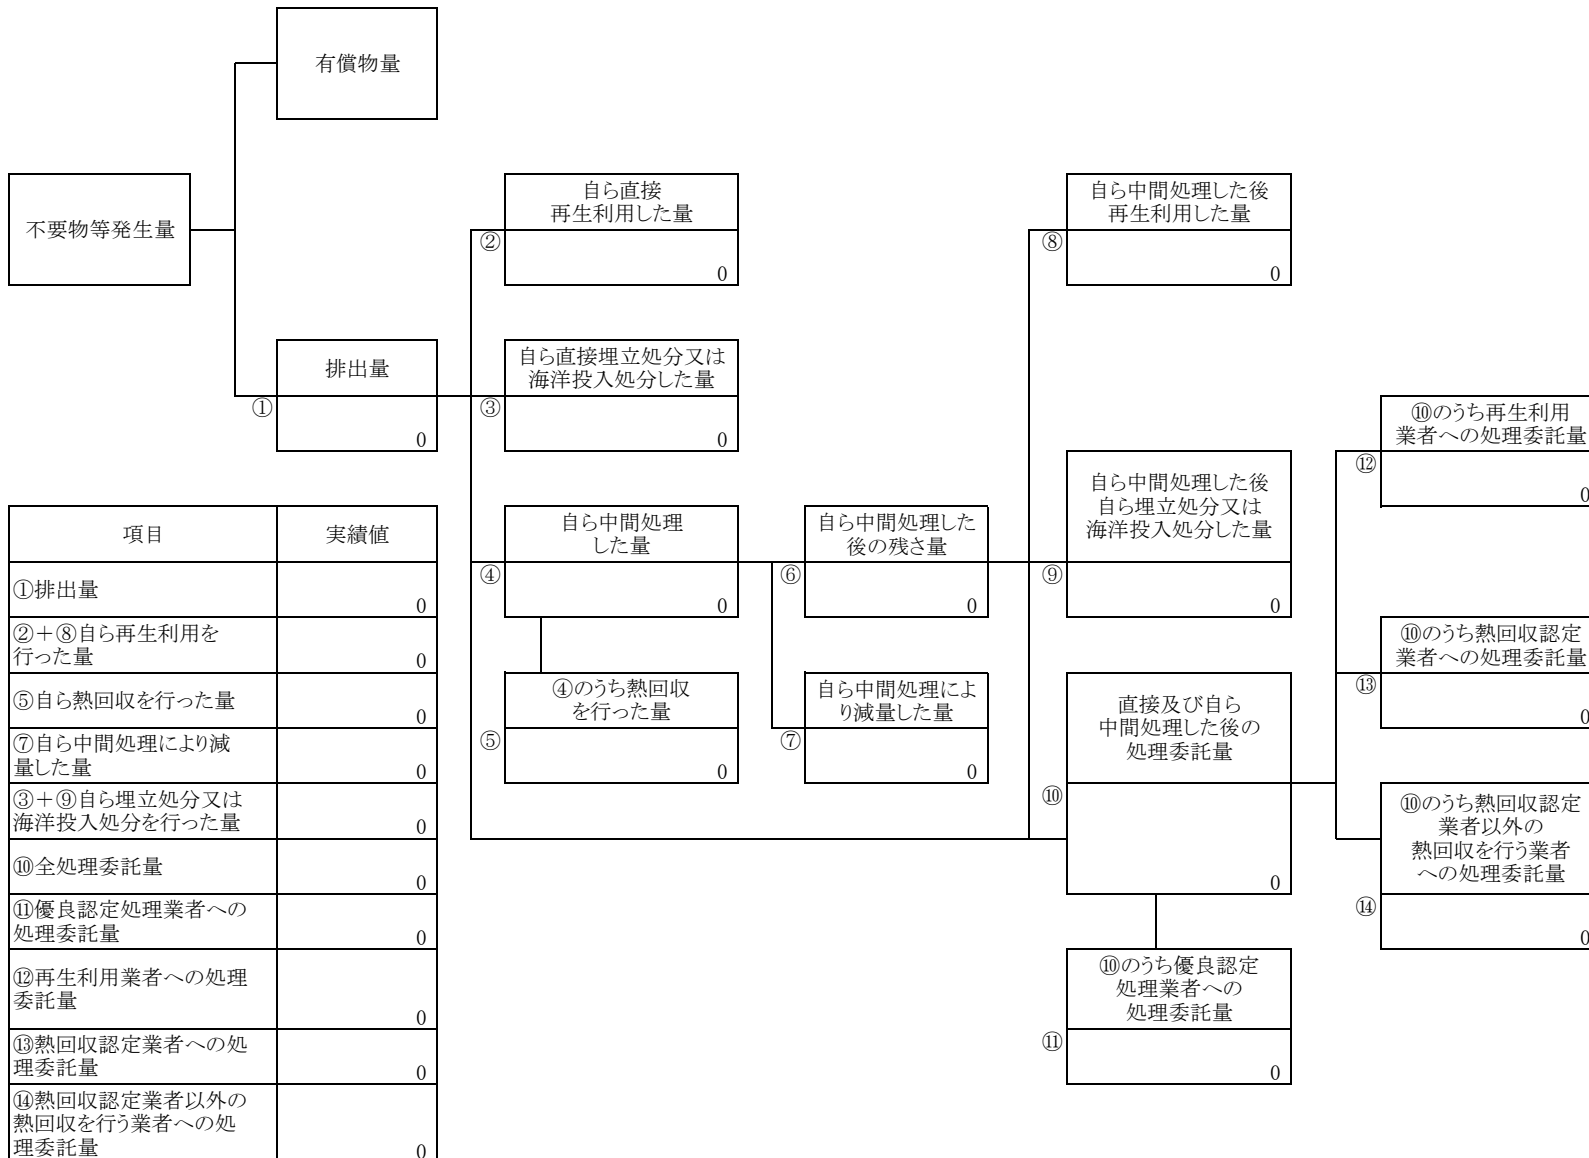 有償物量
不要物等発生量
排出量
①
0
自ら直接
再生利用した量
②
0
自ら直接埋立処分又は
海洋投入処分した量
③
0
自ら中間処理
した量
④
0
④のうち熱回収
を行った量
⑤
0
自ら中間処理した
後の残さ量
⑥
0
自ら中間処理によ
り減量した量
⑦
0
自ら中間処理した後
再生利用した量
⑧
0
自ら中間処理した後
自ら埋立処分又は
海洋投入処分した量
⑨
0
直接及び自ら
中間処理した後の
処理委託量
⑩
0
⑩のうち優良認定
処理業者への
処理委託量
⑪
0
⑩のうち再生利用
業者への処理委託量
⑫
0
⑩のうち熱回収認定
業者への処理委託量
⑬
0
⑩のうち熱回収認定
業者以外の
熱回収を行う業者
への処理委託量
⑭
0
項目 実績値
①排出量
0
②＋⑧自ら再生利用を
行った量
0
⑤自ら熱回収を行った量
0
⑦自ら中間処理により減
量した量
0
③＋⑨自ら埋立処分又は
海洋投入処分を行った量
0
⑩全処理委託量
0
⑪優良認定処理業者への
処理委託量
0
⑫再生利用業者への処理
委託量
0
⑬熱回収認定業者への処
理委託量
0
⑭熱回収認定業者以外の
熱回収を行う業者への処
理委託量
0